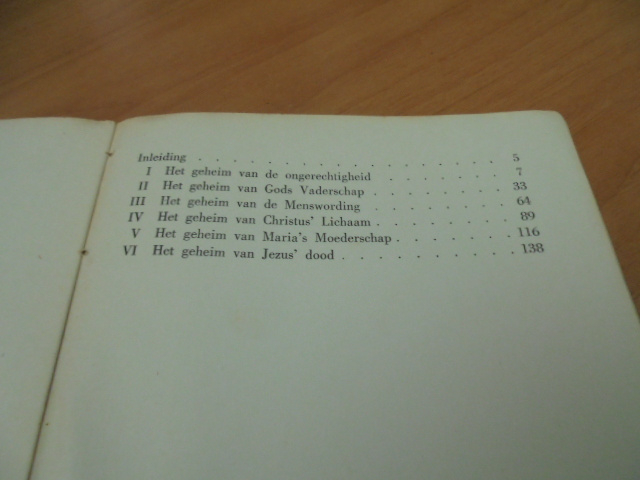 Inleiding . . . . . . . . . . . . . . . . 5
I Het geheim van de ongerechtigheid . . . . . . . 7
II Het geheim van Gods Vaderschap . . . . . . . . 33
III Het geheim van de Menswording . . . . . . . 64
IV Het geheim van Christus' Lichaam . . . . . . . 89
V Het geheim van Maria's Moederschap . . . . . . 116
VI Het geheim van Jezus' dood . . . . . . . . . 138